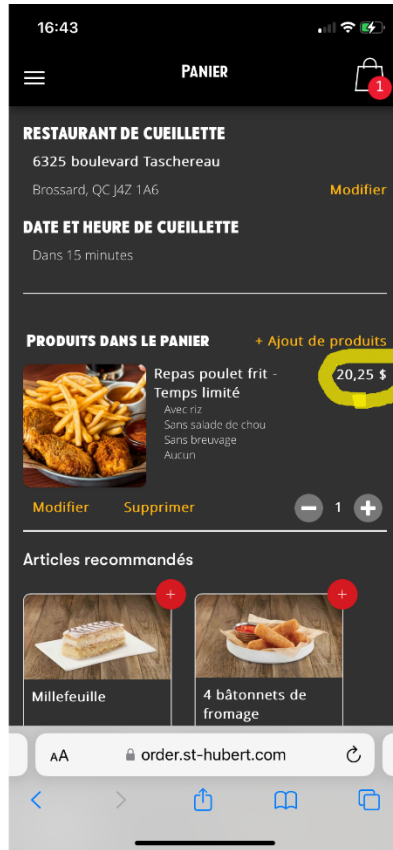 16:43
PANIER
1
RESTAURANT DE CUEILLETTE
6325 boulevard Taschereau
Brossard, QC J4Z 1A6
Modifier
DATE ET HEURE DE CUEILLETTE
Dans 15 minutes
PRODUITS DANS LE PANIER
+ Ajout de produits
Repas poulet frit -
Temps limité
20,25 $
Avec riz
Sans salade de chou
Sans breuvage
Aucun
Modifier
Supprimer
− 1 +
Articles recommandés
+
+
Millefeuille
4 bâtonnets de
fromage
AA
order.st-hubert.com